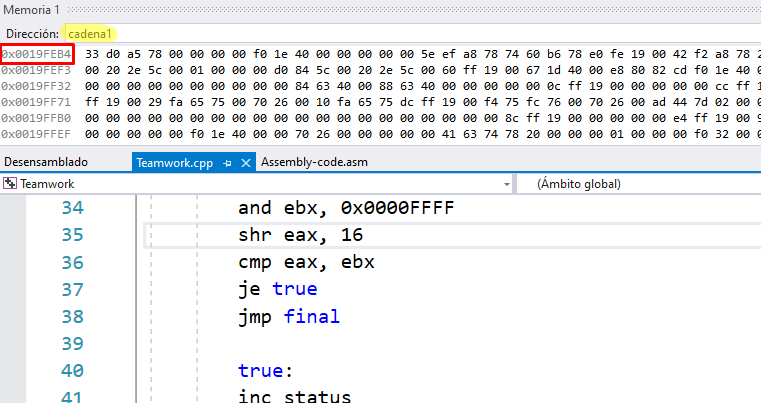 Memoria 1
Dirección: cadena1
0x0019FEB4 33 d0 a5 78 00 00 00 00 f0 1e 40 00 00 00 00 00 5e ef a8 78 74 60 b6 78 e0 fe 19 00 42 f2 a8 78 2
0x0019FEF3 00 20 2e 5c 00 01 00 00 00 d0 84 5c 00 20 2e 5c 00 60 ff 19 00 67 1d 40 00 e8 80 82 cd f0 1e 40 0
0x0019FF32 00 00 00 00 00 00 00 84 63 40 00 88 63 40 00 00 00 00 00 0c ff 19 00 00 00 00 00 cc ff 1
0x0019FF71 ff 19 00 29 fa 65 75 00 70 26 00 10 fa 65 75 dc ff 19 00 f4 75 fc 76 00 70 26 00 ad 44 7d 02 00 0
0x0019FFB0 00 00 00 00 00 00 00 00 00 00 00 00 00 00 00 00 00 8c ff 19 00 00 00 00 00 e4 ff 19 00 9
0x0019FFEF 00 00 00 00 00 f0 1e 40 00 00 70 26 00 00 00 00 00 41 63 74 78 20 00 00 00 01 00 00 00 f0 32 00 0
Desensamblado Teamwork.cpp Assembly-code.asm
Teamwork (Ámbito global)
34 and ebx, 0x0000FFFF
35 shr eax, 16
36 cmp eax, ebx
37 je true
38 jmp final
39
40 true:
41 inc status